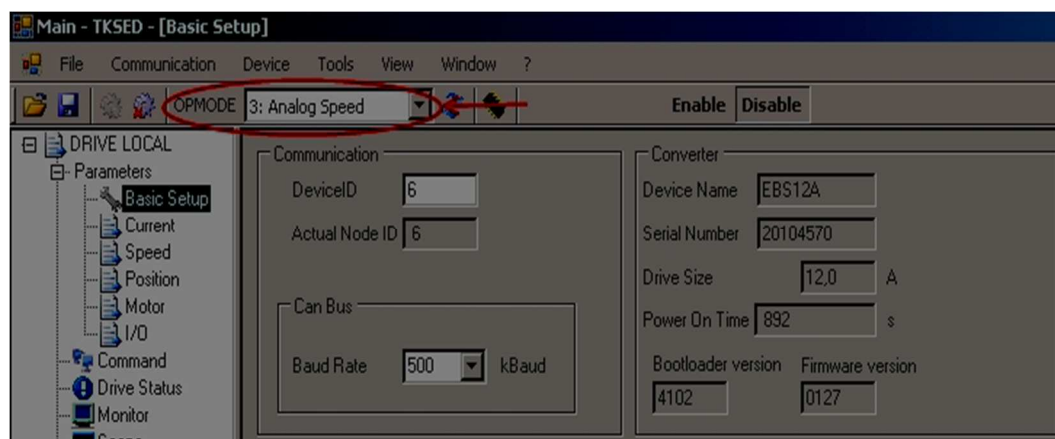 Main - TKSED - [Basic Setup]
File Communication Device Tools View Window ?
OPMODE 3: Analog Speed Enable Disable
DRIVE LOCAL
Parameters
Basic Setup
Current
Speed
Position
Motor
I/O
Command
Drive Status
Monitor
Communication
DeviceID 6
Actual Node ID 6
Can Bus
Baud Rate 500 kBaud
Converter
Device Name EBS12A
Serial Number 20104570
Drive Size 12,0 A
Power On Time 892 s
Bootloader version Firmware version
4102 0127